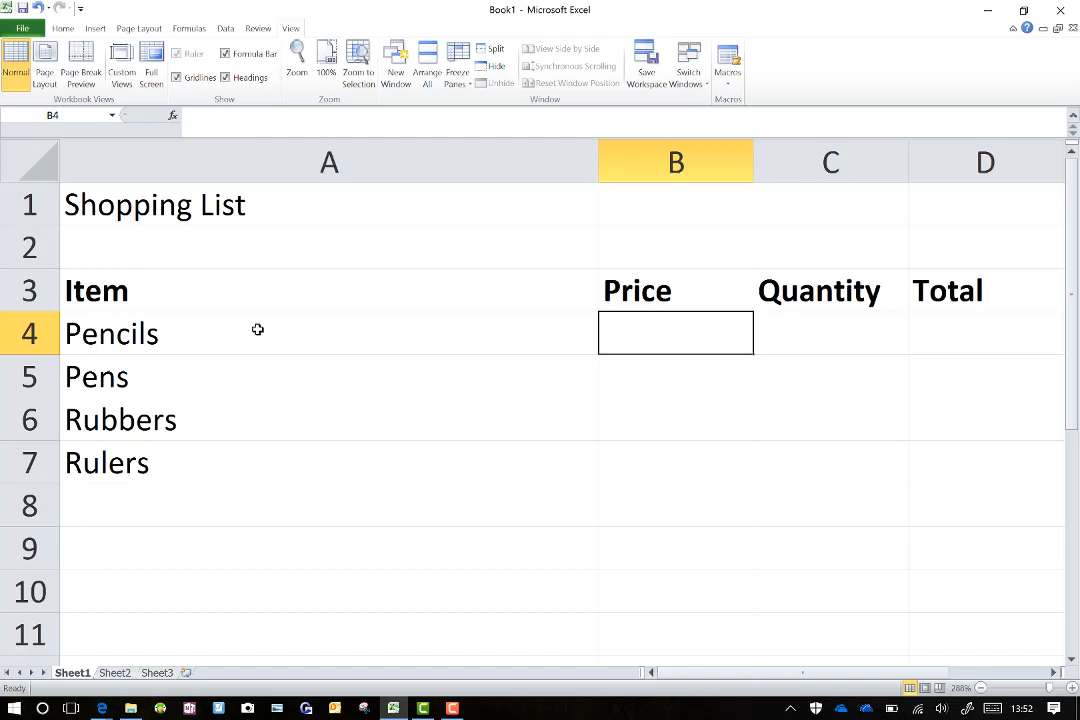 Book1 - Microsoft Excel
File Home Insert Page Layout Formulas Data Review View
Normal
Page Layout
Page Break Preview
Custom Views
Full Screen
Ruler
Formula Bar
Gridlines
Headings
Zoom
100%
Zoom to Selection
New Window
Arrange All
Freeze Panes
Split
Hide
Unhide
View Side by Side
Synchronous Scrolling
Reset Window Position
Save Workspace
Switch Windows
Macros
Workbook Views Show Zoom Window Macros
B4 fx
A B C D
1 Shopping List
2
3 Item Price Quantity Total
4 Pencils
5 Pens
6 Rubbers
7 Rulers
8
9
10
11
Sheet1 Sheet2 Sheet3
Ready 288%
13:52